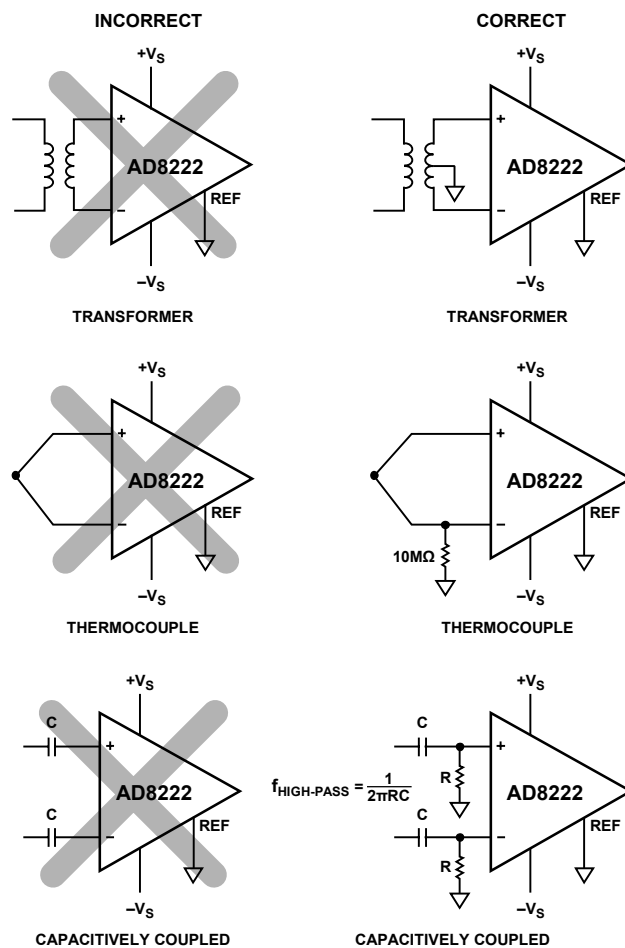 INCORRECT
CORRECT
+VS
+
AD8222
−
REF
−VS
TRANSFORMER
+VS
+
AD8222
−
REF
−VS
TRANSFORMER
+VS
+
AD8222
−
REF
−VS
THERMOCOUPLE
+VS
+
AD8222
−
REF
10MΩ
−VS
THERMOCOUPLE
+VS
C
+
AD8222
C
−
REF
−VS
CAPACITIVELY COUPLED
+VS
C
+
R
fHIGH-PASS = 1
2πRC
AD8222
C
−
REF
R
−VS
CAPACITIVELY COUPLED